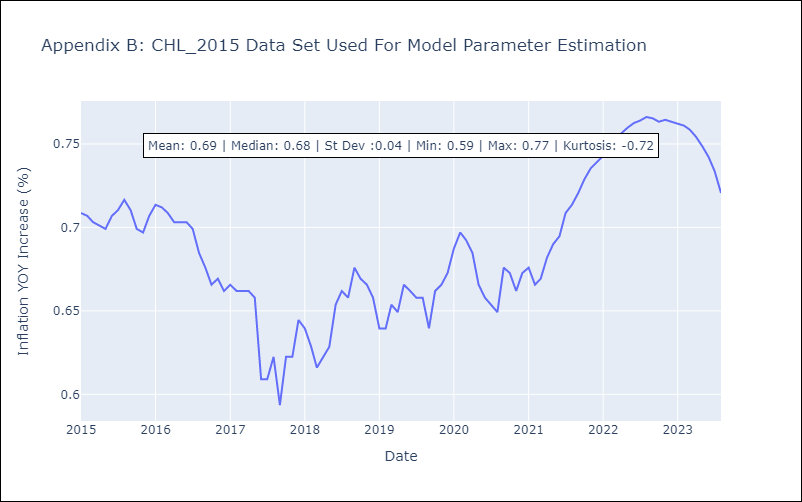 Appendix B: CHL_2015 Data Set Used For Model Parameter Estimation
Mean: 0.69 | Median: 0.68 | St Dev :0.04 | Min: 0.59 | Max: 0.77 | Kurtosis: -0.72
Inflation YOY Increase (%)
0.75
0.7
0.65
0.6
2015 2016 2017 2018 2019 2020 2021 2022 2023
Date